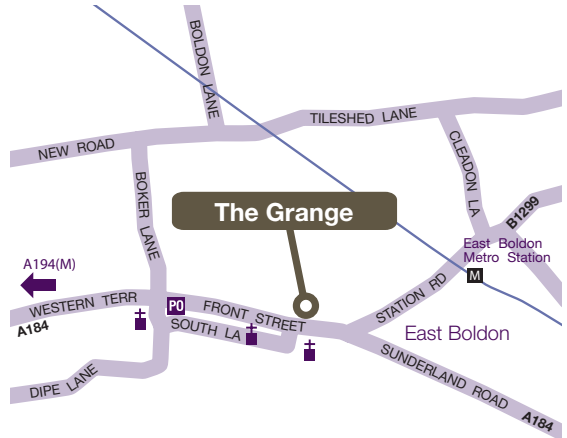 BOLDON LANE
TILESHED LANE
NEW ROAD
CLEADON LA
BOKER LANE
The Grange
B1299
East Boldon
Metro Station
M
A194(M)
WESTERN TERR
PO
FRONT STREET
STATION RD
A184
SOUTH LA
East Boldon
DIPE LANE
SUNDERLAND ROAD
A184